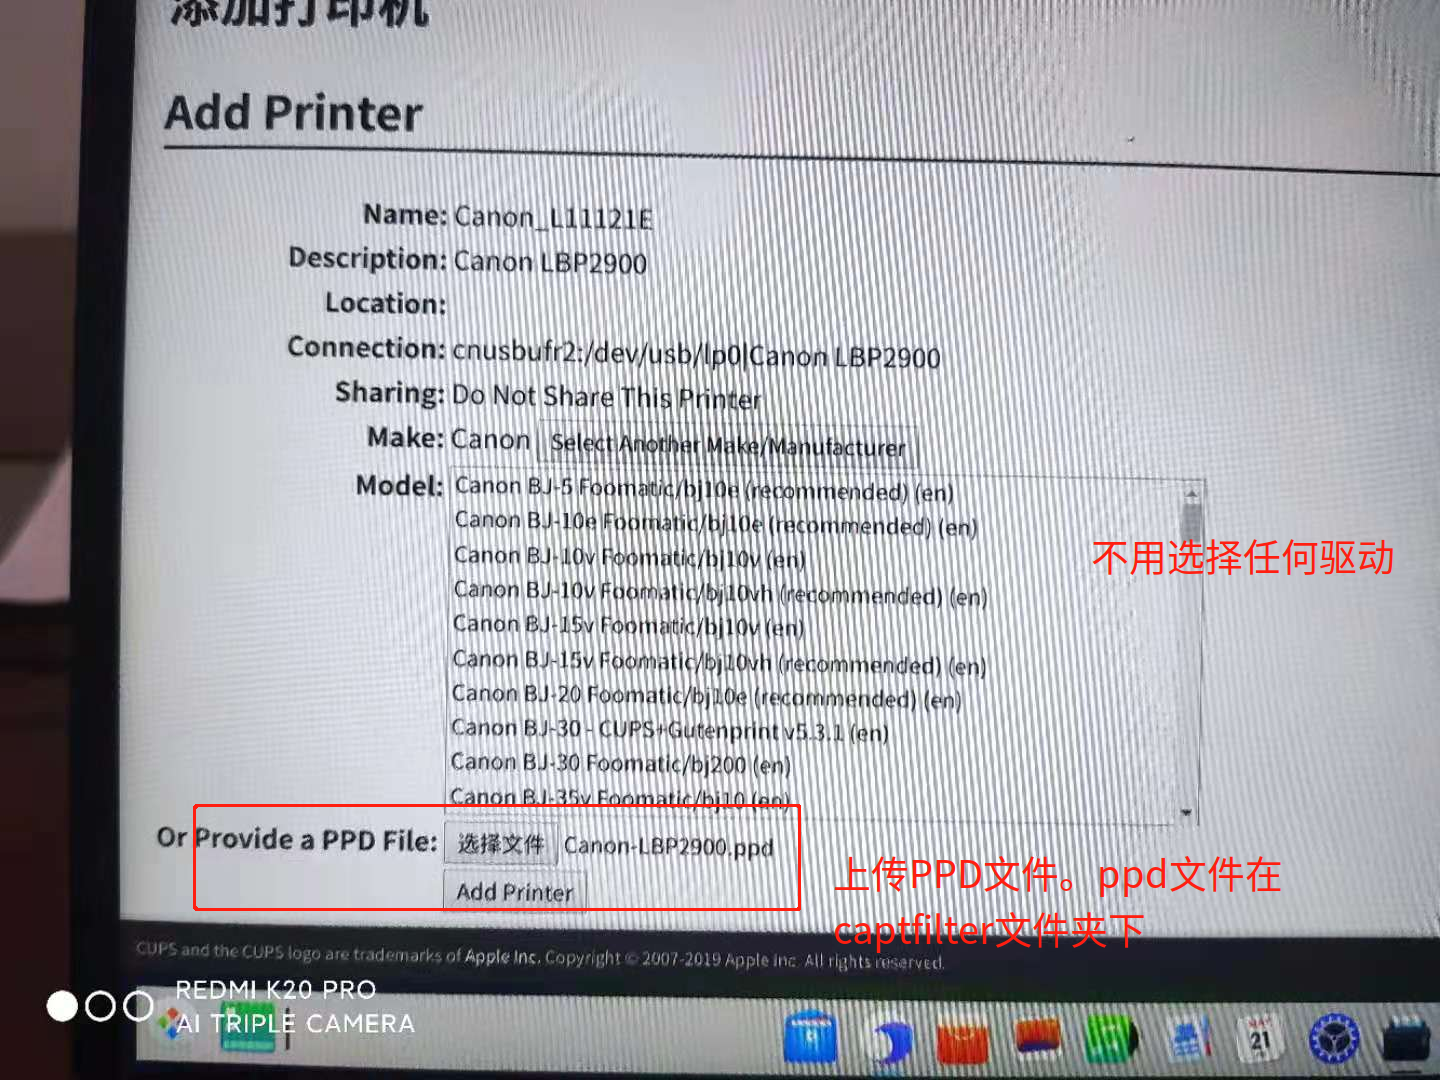 添加打印机
Add Printer
Name: Canon_L11121E
Description: Canon LBP2900
Location:
Connection: cnusbufr2:/dev/usb/lp0|Canon LBP2900
Sharing: Do Not Share This Printer
Make: Canon Select Another Make/Manufacturer
Model: Canon BJ-5 Foomatic/bj10e (recommended) (en)
Canon BJ-10e Foomatic/bj10e (recommended) (en)
Canon BJ-10v Foomatic/bj10v (en)
不用选择任何驱动
Canon BJ-10v Foomatic/bj10vh (recommended) (en)
Canon BJ-15v Foomatic/bj10v (en)
Canon BJ-15v Foomatic/bj10vh (recommended) (en)
Canon BJ-20 Foomatic/bj10e (recommended) (en)
Canon BJ-30 - CUPS+Gutenprint v5.3.1 (en)
Canon BJ-30 Foomatic/bj200 (en)
Canon BJ-35v Foomatic/bj10 (en)
Or Provide a PPD File: 选择文件 Canon-LBP2900.ppd
Add Printer
上传PPD文件。ppd文件在
captfilter文件夹下
CUPS and the CUPS logo are trademarks of Apple Inc. Copyright © 2007-2019 Apple Inc. All rights reserved.
REDMI K20 PRO
AI TRIPLE CAMERA
MAY
21